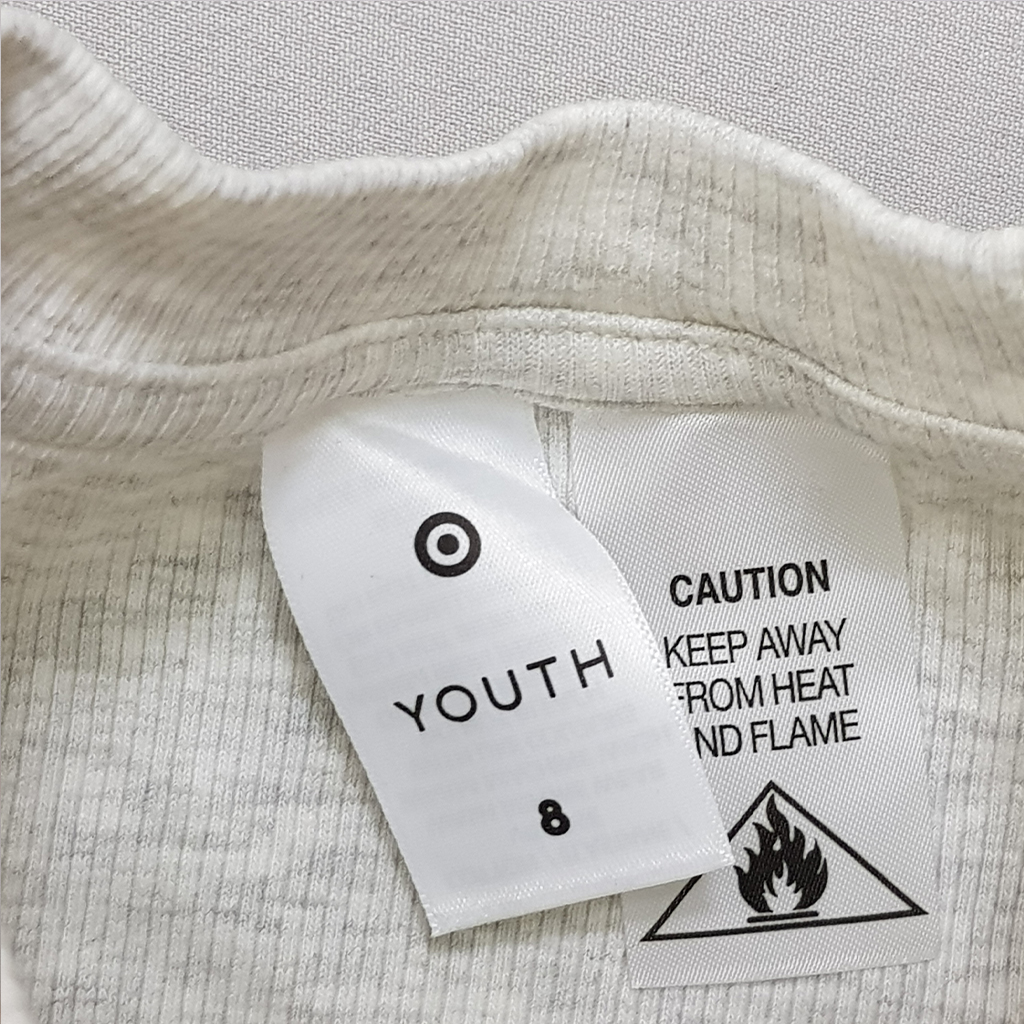 YOUTH
8
CAUTION
KEEP AWAY
FROM HEAT
ND FLAME